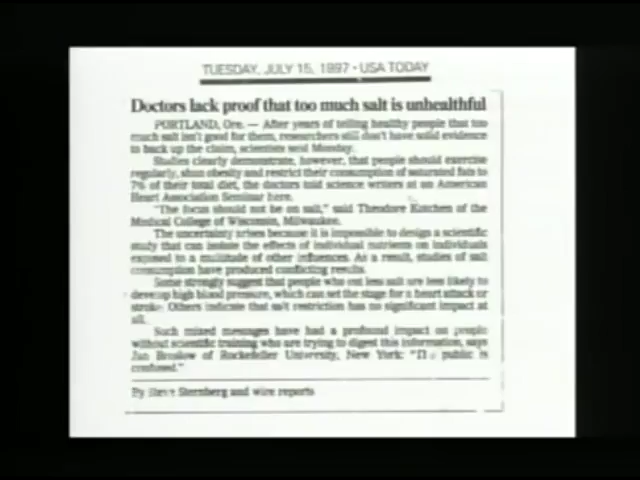 TUESDAY, JULY 15, 1997 · USA TODAY
Doctors lack proof that too much salt is unhealthful
PORTLAND, Ore. — After years of telling healthy people that too
much salt isn't good for them, researchers still don't have solid evidence
to back up the claim, scientists said Monday.
Studies clearly demonstrate, however, that people should exercise
regularly, shun obesity and restrict their consumption of saturated fats to
7% of their total diet, the doctors told science writers at an American
Heart Association Seminar here.
"The focus should not be on salt," said Theodore Kotchen of the
Medical College of Wisconsin, Milwaukee.
The uncertainty arises because it is impossible to design a scientific
study that can isolate the effects of individual nutrients on individuals
exposed to a multitude of other influences. As a result, studies of salt
consumption have produced conflicting results.
Some strongly suggest that people who eat less salt are less likely to
develop high blood pressure, which can set the stage for a heart attack or
stroke. Others indicate that salt restriction has no significant impact at
all.
Such mixed messages have had a profound impact on people
without scientific training who are trying to digest this information, says
Jan Breslow of Rockefeller University, New York: "The public is
confused."
By Steve Sternberg and wire reports